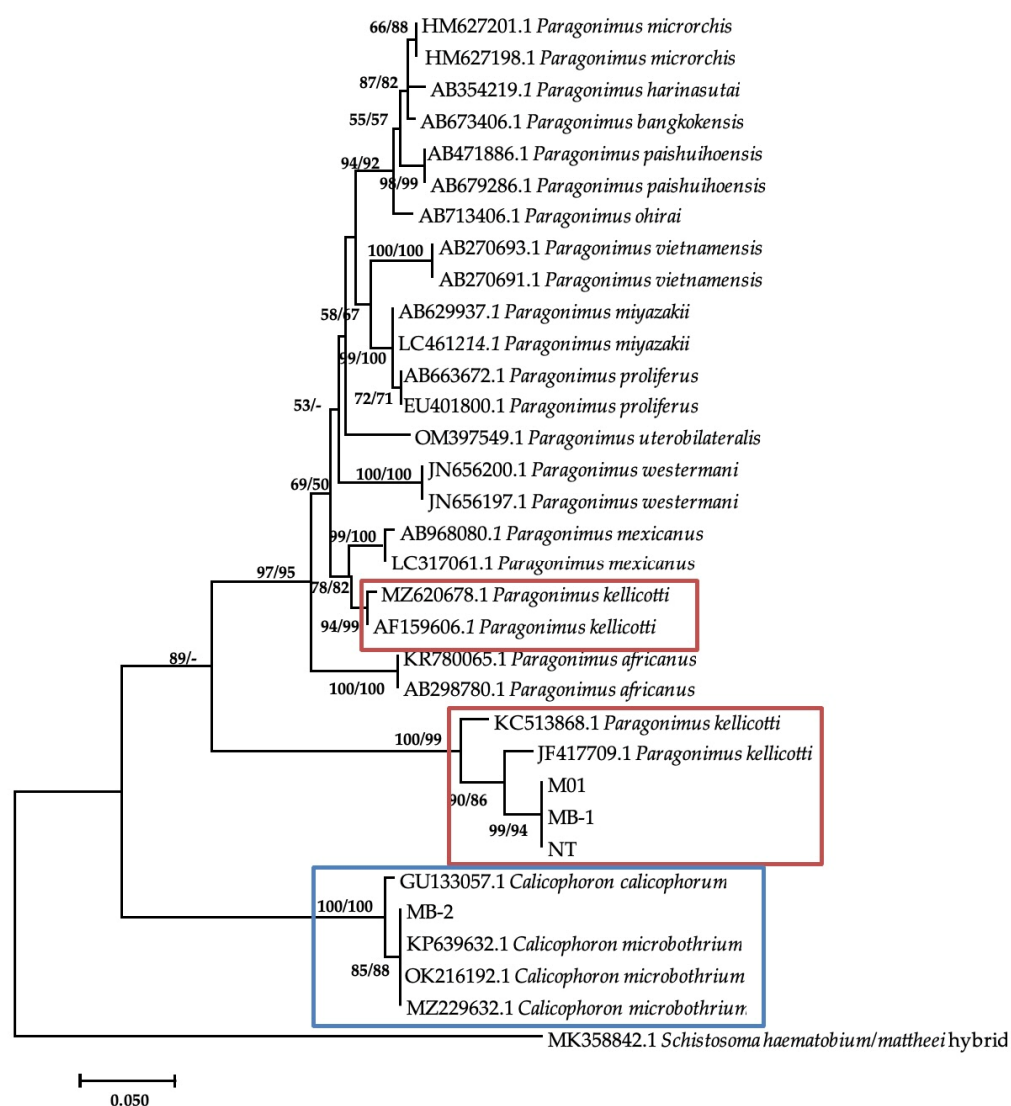 66/88
HM627201.1 Paragonimus microrchis
HM627198.1 Paragonimus microrchis
87/82
AB354219.1 Paragonimus harinasutai
55/57
AB673406.1 Paragonimus bangkokensis
94/92
AB471886.1 Paragonimus paishuihoensis
98/99
AB679286.1 Paragonimus paishuihoensis
AB713406.1 Paragonimus ohirai
100/100
AB270693.1 Paragonimus vietnamensis
AB270691.1 Paragonimus vietnamensis
58/67
AB629937.1 Paragonimus miyazakii
LC461214.1 Paragonimus miyazakii
99/100
AB663672.1 Paragonimus proliferus
72/71
EU401800.1 Paragonimus proliferus
53/-
OM397549.1 Paragonimus uterobilateralis
100/100
JN656200.1 Paragonimus westermani
69/50
JN656197.1 Paragonimus westermani
99/100
AB968080.1 Paragonimus mexicanus
LC317061.1 Paragonimus mexicanus
97/95
78/82
MZ620678.1 Paragonimus kellicotti
94/99
AF159606.1 Paragonimus kellicotti
89/-
KR780065.1 Paragonimus africanus
100/100
AB298780.1 Paragonimus africanus
KC513868.1 Paragonimus kellicotti
100/99
JF417709.1 Paragonimus kellicotti
M01
90/86
MB-1
99/94
NT
GU133057.1 Calicophoron calicophorum
100/100
MB-2
KP639632.1 Calicophoron microbothrium
85/88
OK216192.1 Calicophoron microbothrium
MZ229632.1 Calicophoron microbothrium
MK358842.1 Schistosoma haematobium/mattheei hybrid
0.050